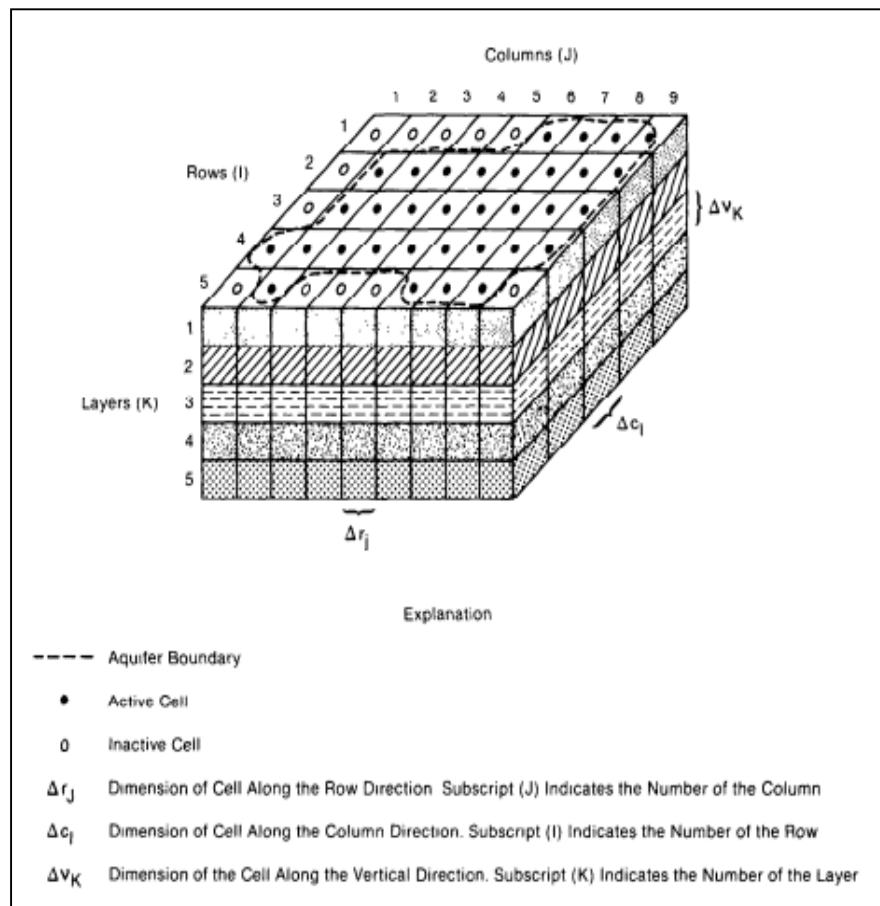 Columns (J)
1 2 3 4 5 6 7 8 9
Rows (I)
1
2
3
4
5
Layers (K)
1
2
3
4
5
Δv_K
Δc_I
Δr_j
Explanation
Aquifer Boundary
Active Cell
Inactive Cell
Δr_J Dimension of Cell Along the Row Direction Subscript (J) Indicates the Number of the Column
Δc_I Dimension of Cell Along the Column Direction. Subscript (I) Indicates the Number of the Row
Δv_K Dimension of the Cell Along the Vertical Direction. Subscript (K) Indicates the Number of the Layer